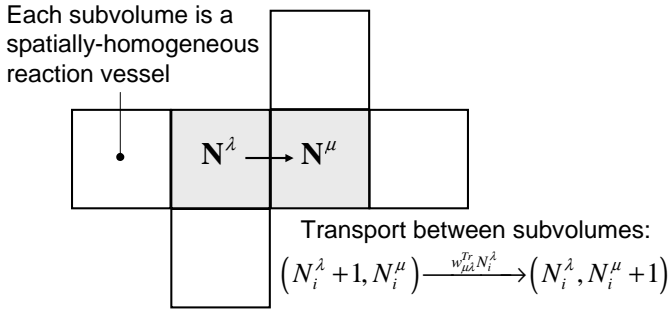 Each subvolume is a
spatially-homogeneous
reaction vessel
N^λ → N^μ
Transport between subvolumes:
(N_i^λ +1, N_i^μ) —w_{μλ}^{Tr} N_i^λ→ (N_i^λ, N_i^μ +1)